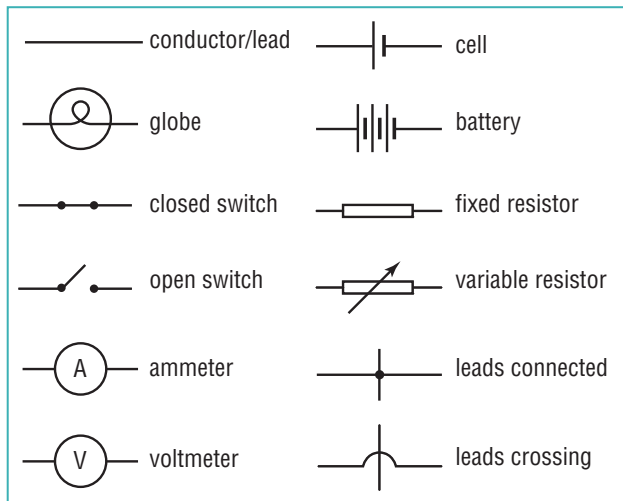 conductor/lead
globe
closed switch
open switch
A
ammeter
V
voltmeter
cell
battery
fixed resistor
variable resistor
leads connected
leads crossing